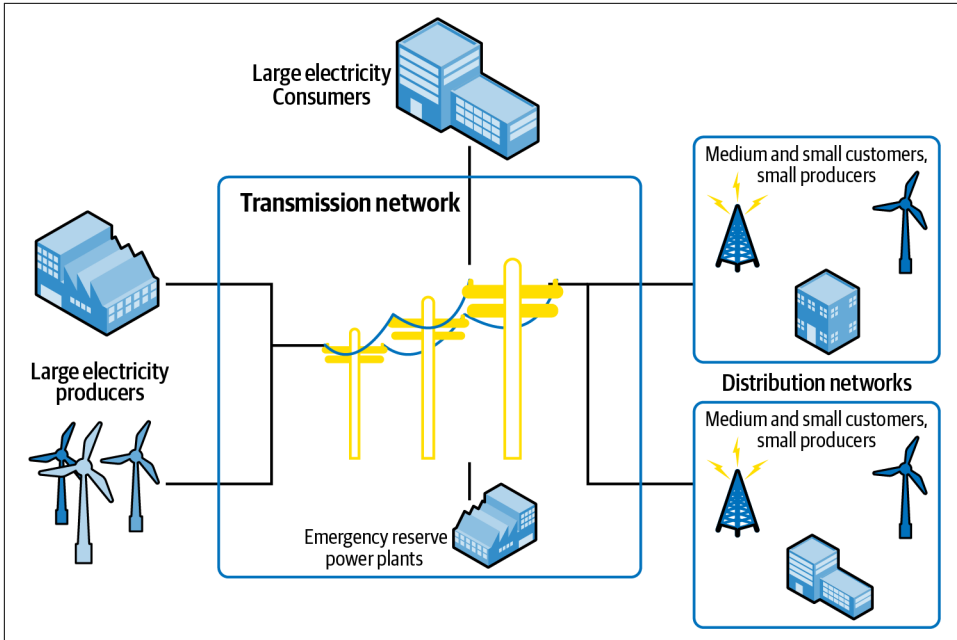 Large electricity
Consumers
Transmission network
Large electricity
producers
Emergency reserve
power plants
Medium and small customers,
small producers
Distribution networks
Medium and small customers,
small producers